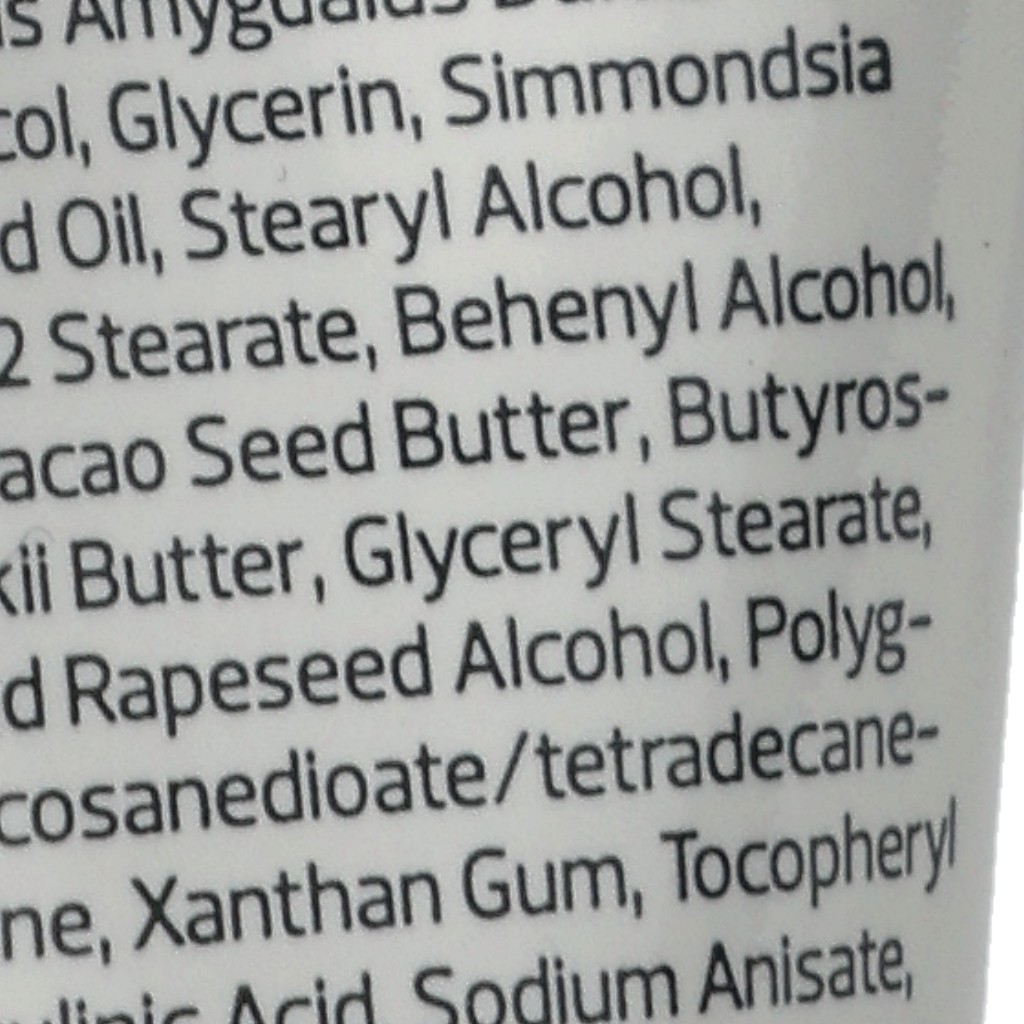 Glycerin, Simmondsia
Oil, Stearyl Alcohol,
2 Stearate, Behenyl Alcohol,
acao Seed Butter, Butyros-
kii Butter, Glyceryl Stearate,
d Rapeseed Alcohol, Polyg-
cosanedioate/tetradecane-
ne, Xanthan Gum, Tocopheryl
Acid, Sodium Anisate,